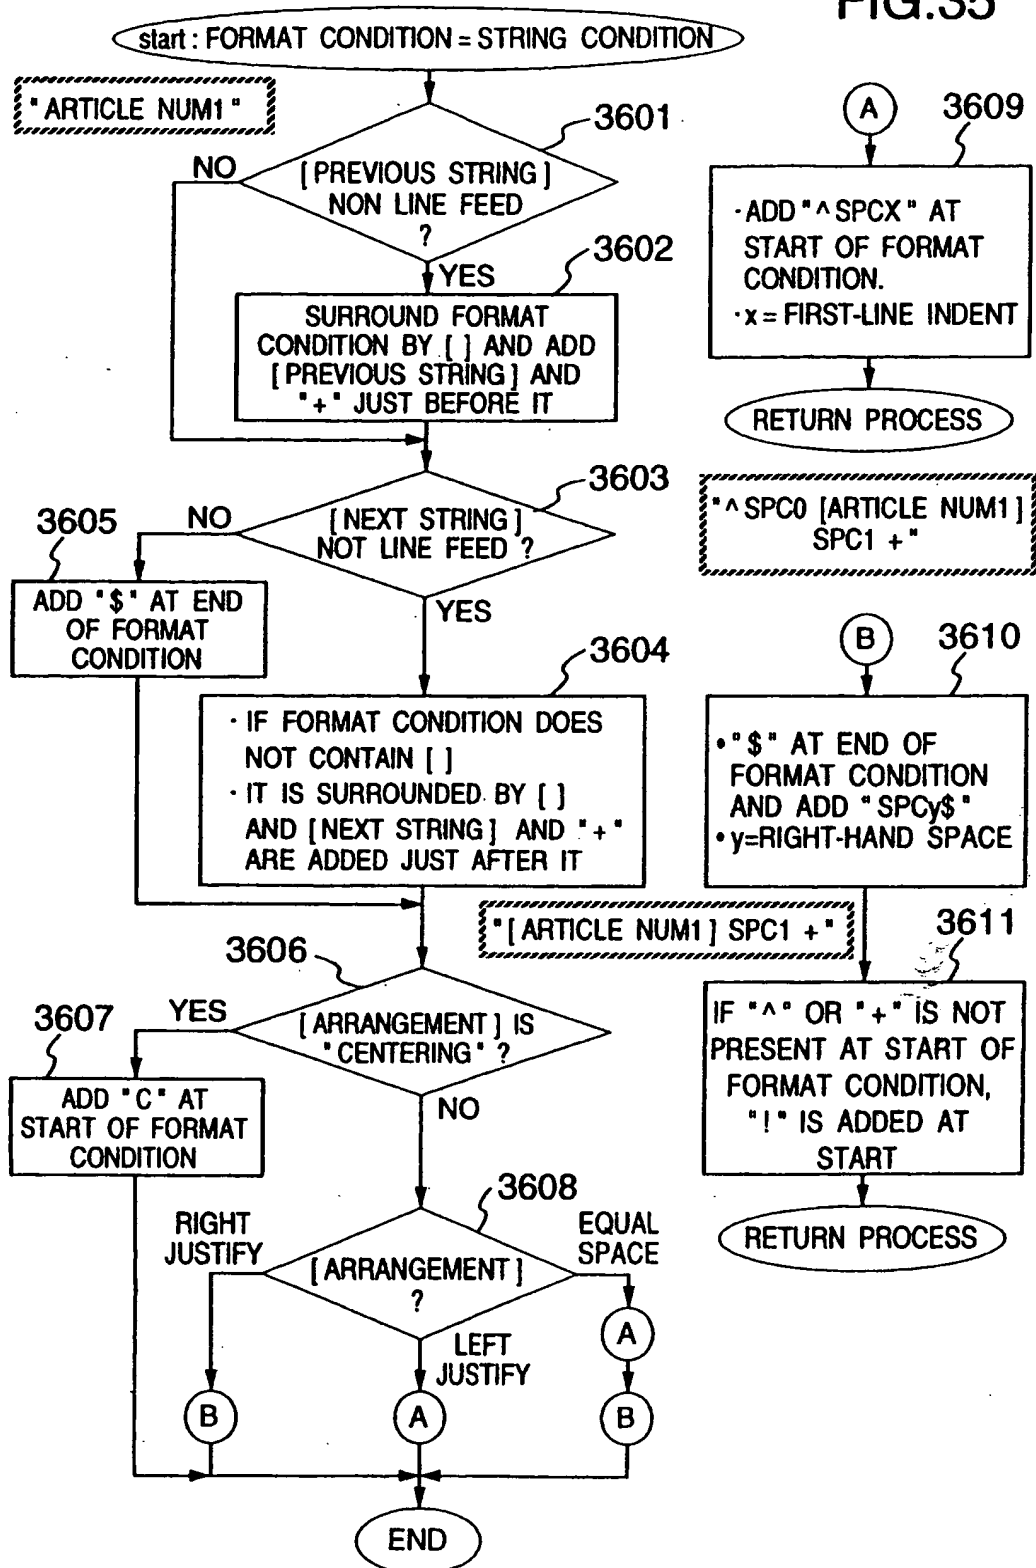 FIG.35
start : FORMAT CONDITION = STRING CONDITION
"ARTICLE NUM1"
3601
NO
[ PREVIOUS STRING ]
NON LINE FEED
?
3602
YES
SURROUND FORMAT
CONDITION BY [ ] AND ADD
[ PREVIOUS STRING ] AND
"+" JUST BEFORE IT
3603
3605
NO
[ NEXT STRING ]
NOT LINE FEED ?
ADD "$" AT END
OF FORMAT
CONDITION
YES
3604
· IF FORMAT CONDITION DOES
NOT CONTAIN [ ]
· IT IS SURROUNDED BY [ ]
AND [ NEXT STRING ] AND "+"
ARE ADDED JUST AFTER IT
"[ ARTICLE NUM1 ] SPC1 +"
3606
3607
YES
[ ARRANGEMENT ] IS
"CENTERING" ?
ADD "C" AT
START OF FORMAT
CONDITION
NO
3608
RIGHT
JUSTIFY
EQUAL
SPACE
[ ARRANGEMENT ]
?
LEFT
JUSTIFY
A
B
A
B
END
A
3609
· ADD "^ SPCX" AT
START OF FORMAT
CONDITION.
· x = FIRST-LINE INDENT
RETURN PROCESS
"^ SPC0 [ARTICLE NUM1]
SPC1 +"
B
3610
• "$" AT END OF
FORMAT CONDITION
AND ADD "SPCy$"
• y=RIGHT-HAND SPACE
3611
IF "^" OR "+" IS NOT
PRESENT AT START OF
FORMAT CONDITION,
"!" IS ADDED AT
START
RETURN PROCESS